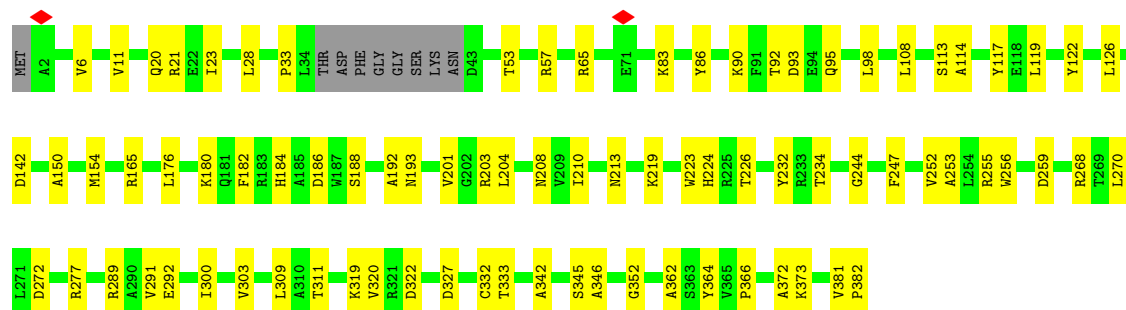 MET A2 V6 V11 Q20 R21 E22 I23 L28 P33 L34 THR ASP PHE GLY GLY SER LYS ASN D43 T53 R57 R65 E71 K83 Y86 K90 F91 T92 D93 E94 Q95 L98 L108 S113 A114 Y117 E118 L119 Y122 L126
D142 A150 M154 R165 L176 K180 Q181 F182 R183 H184 A185 D186 W187 S188 A192 N193 V201 G202 R203 L204 N208 V209 I210 N213 K219 W223 H224 R225 T226 Y232 R233 T234 G244 F247 V252 A253 L254 R255 W256 D259 R268 T269 L270
L271 D272 R277 R289 A290 V291 E292 I300 V303 L309 A310 T311 K319 V320 R321 D322 D327 C332 T333 A342 S345 A346 G352 A362 S363 Y364 V365 P366 A372 K373 V381 P382